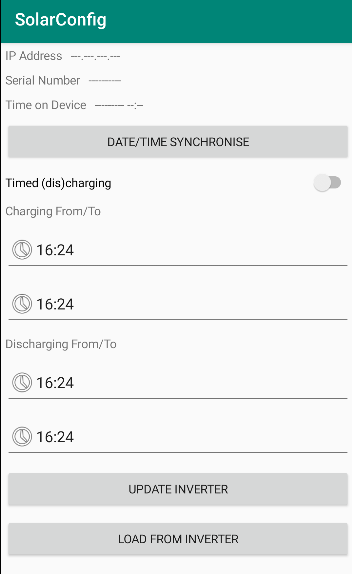 SolarConfig
IP Address ---.---.---.---
Serial Number ----------
Time on Device --------- --:--
DATE/TIME SYNCHRONISE
Timed (dis)charging
Charging From/To
16:24
16:24
Discharging From/To
16:24
16:24
UPDATE INVERTER
LOAD FROM INVERTER